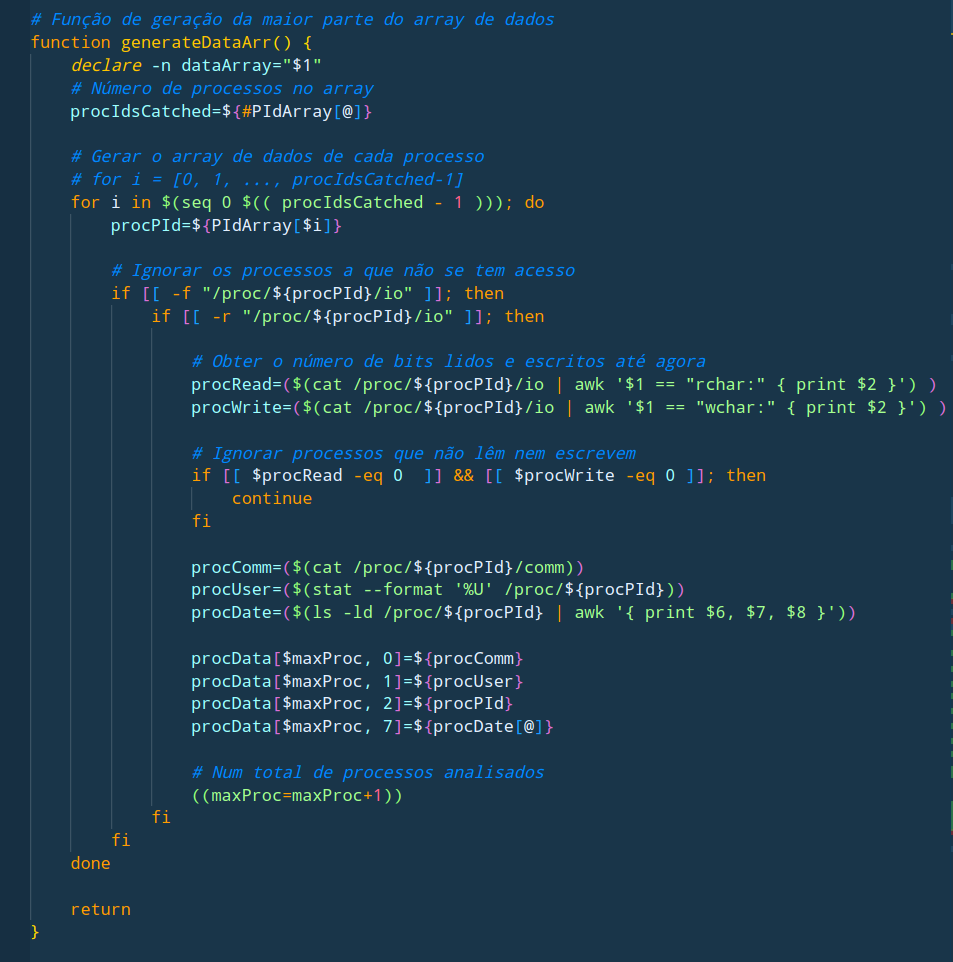 # Função de geração da maior parte do array de dados
function generateDataArr() {
    declare -n dataArray="$1"
    # Número de processos no array
    procIdsCatched=${#PIdArray[@]}

    # Gerar o array de dados de cada processo
    # for i = [0, 1, ..., procIdsCatched-1]
    for i in $(seq 0 $(( procIdsCatched - 1 ))); do
        procPId=${PIdArray[$i]}

        # Ignorar os processos a que não se tem acesso
        if [[ -f "/proc/${procPId}/io" ]]; then
            if [[ -r "/proc/${procPId}/io" ]]; then

                # Obter o número de bits lidos e escritos até agora
                procRead=($(cat /proc/${procPId}/io | awk '$1 == "rchar:" { print $2 }') )
                procWrite=($(cat /proc/${procPId}/io | awk '$1 == "wchar:" { print $2 }') )

                # Ignorar processos que não lêm nem escrevem
                if [[ $procRead -eq 0  ]] && [[ $procWrite -eq 0 ]]; then
                    continue
                fi

                procComm=($(cat /proc/${procPId}/comm))
                procUser=($(stat --format '%U' /proc/${procPId}))
                procDate=($(ls -ld /proc/${procPId} | awk '{ print $6, $7, $8 }'))

                procData[$maxProc, 0]=${procComm}
                procData[$maxProc, 1]=${procUser}
                procData[$maxProc, 2]=${procPId}
                procData[$maxProc, 7]=${procDate[@]}

                # Num total de processos analisados
                ((maxProc=maxProc+1))
            fi
        fi
    done

    return
}